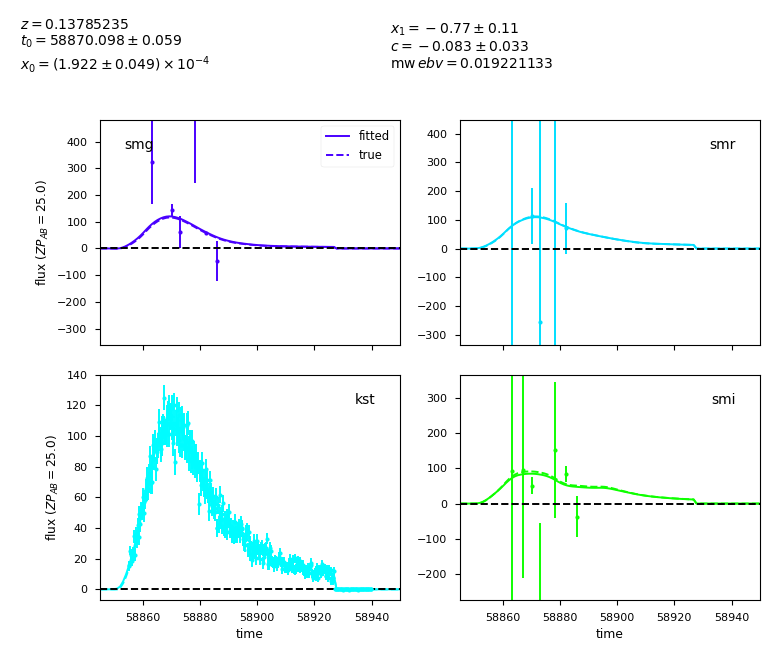 z = 0.13785235
t₀ = 58870.098 ± 0.059
x₀ = (1.922 ± 0.049) × 10⁻⁴
x₁ = − 0.77 ± 0.11
c = − 0.083 ± 0.033
mw ebv = 0.019221133
smg
fitted
true
400
300
200
100
0
−100
−200
−300
flux (ZP_AB = 25.0)
smr
400
300
200
100
0
−100
−200
−300
kst
140
120
100
80
60
40
20
0
flux (ZP_AB = 25.0)
58860 58880 58900 58920 58940
time
smi
300
200
100
0
−100
−200
58860 58880 58900 58920 58940
time